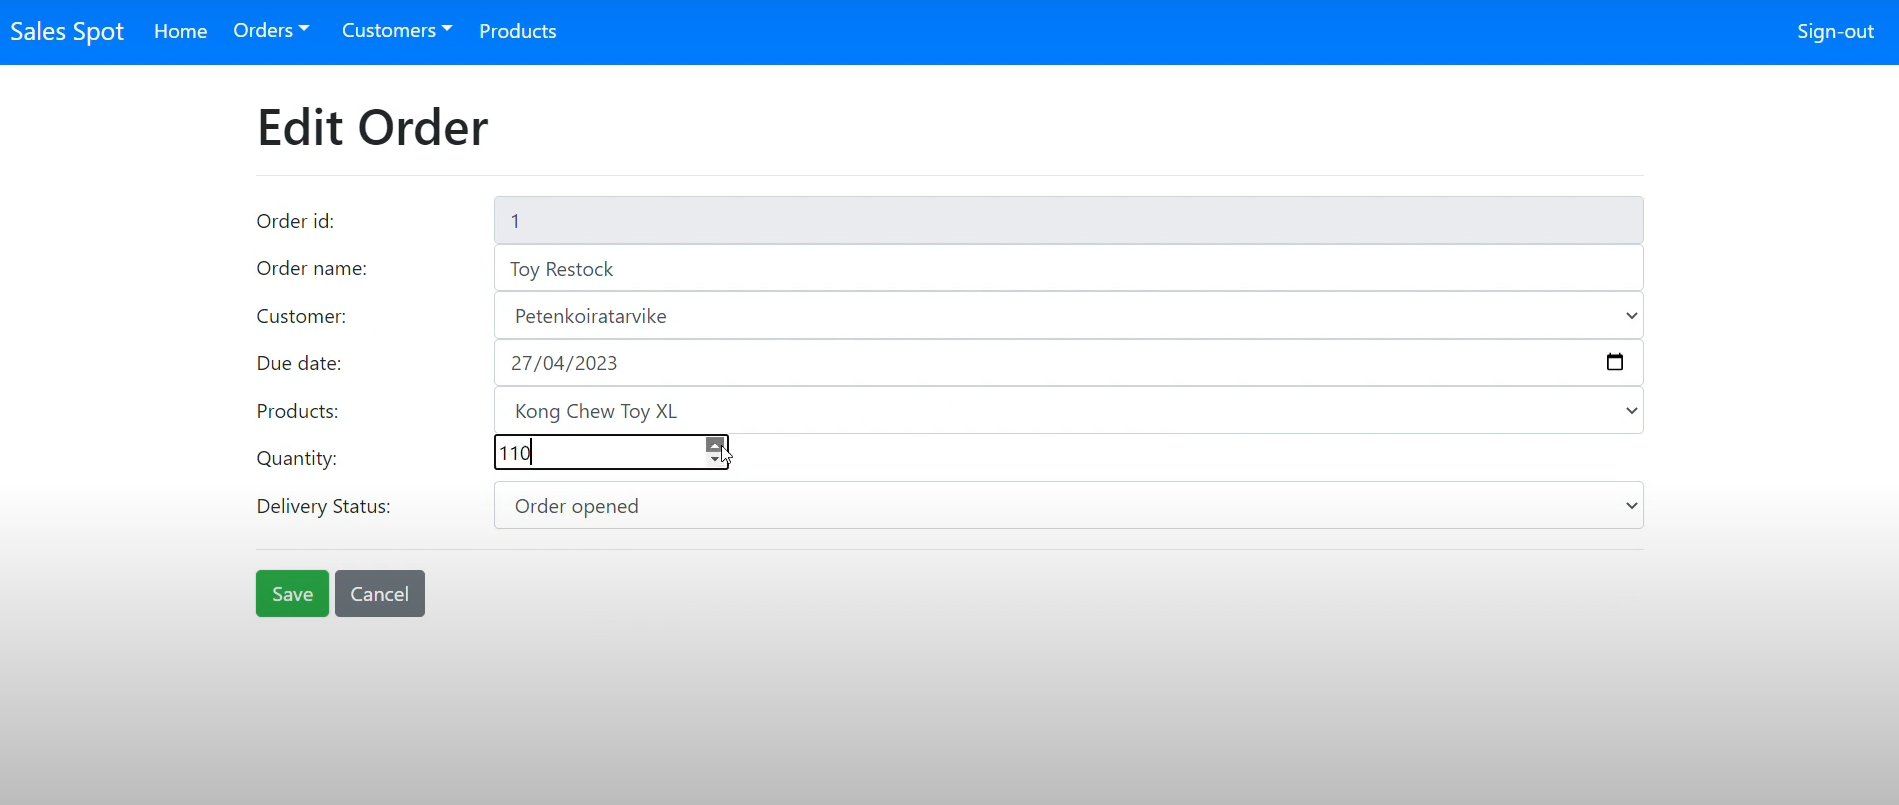 Sales Spot Home Orders Customers Products Sign-out
Edit Order
Order id: 1
Order name: Toy Restock
Customer: Petenkoiratarvike
Due date: 27/04/2023
Products: Kong Chew Toy XL
Quantity: 110
Delivery Status: Order opened
Save Cancel